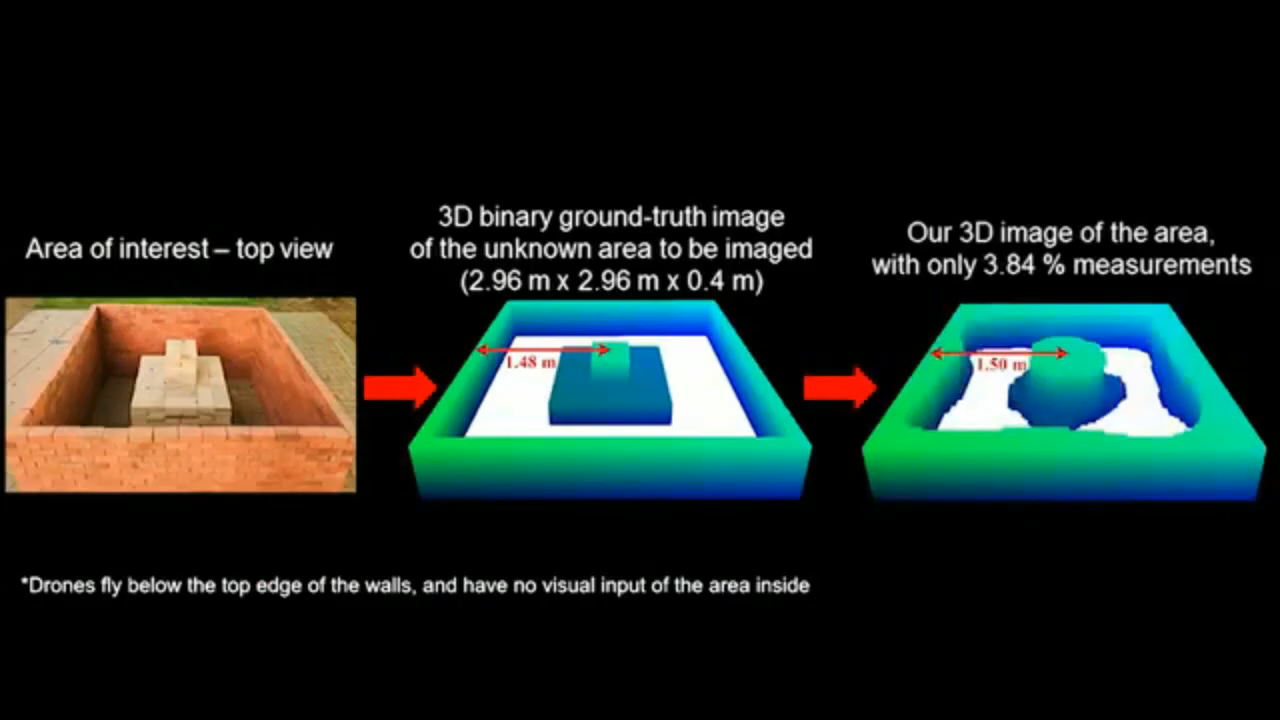 Area of interest – top view
3D binary ground-truth image
of the unknown area to be imaged
(2.96 m x 2.96 m x 0.4 m)
Our 3D image of the area,
with only 3.84 % measurements
1.48 m
1.50 m
*Drones fly below the top edge of the walls, and have no visual input of the area inside